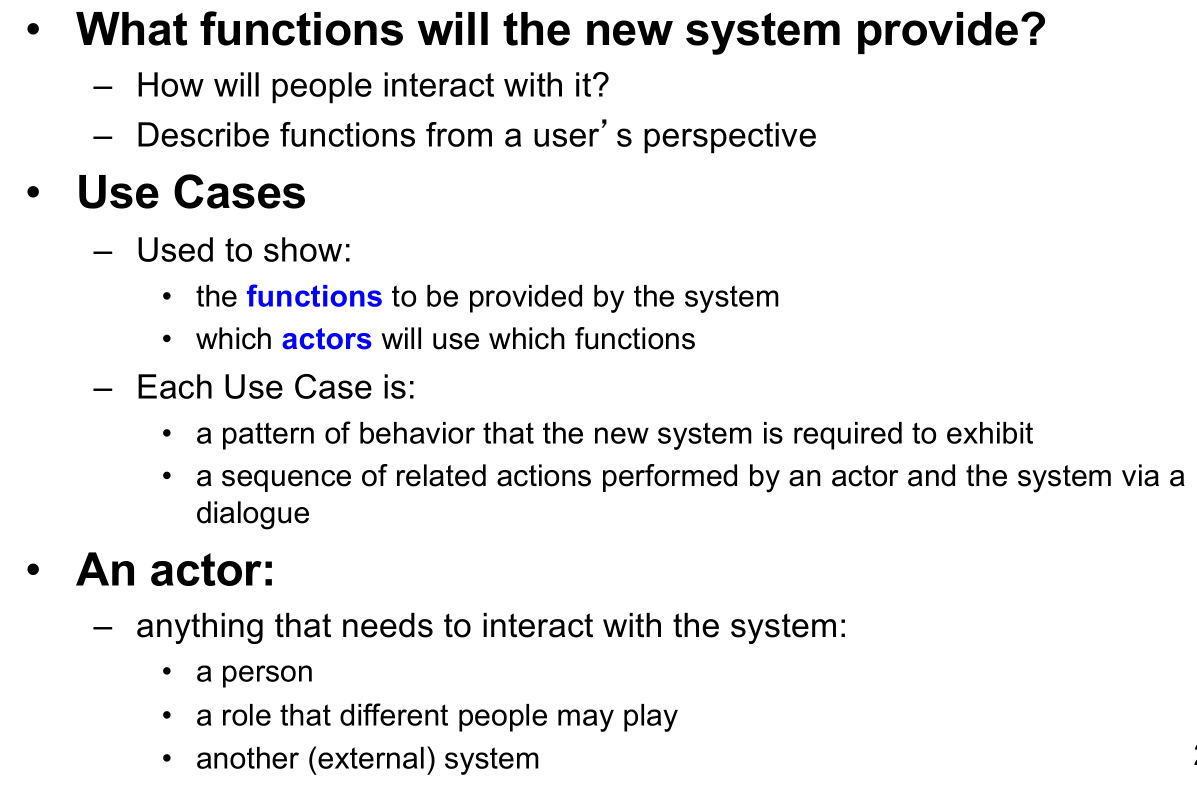 • What functions will the new system provide?
– How will people interact with it?
– Describe functions from a user’s perspective
• Use Cases
– Used to show:
• the functions to be provided by the system
• which actors will use which functions
– Each Use Case is:
• a pattern of behavior that the new system is required to exhibit
• a sequence of related actions performed by an actor and the system via a
dialogue
• An actor:
– anything that needs to interact with the system:
• a person
• a role that different people may play
• another (external) system